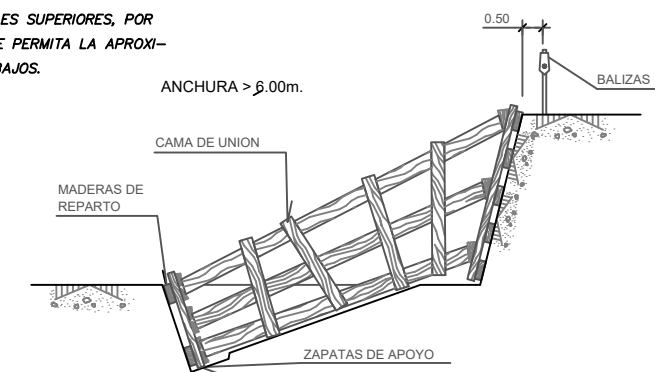 LES SUPERIORES, POR
E PERMITA LA APROXI-
BAJOS.
0.50
BALIZAS
ANCHURA > 6.00m.
CAMA DE UNION
MADERAS DE
REPARTO
ZAPATAS DE APOYO